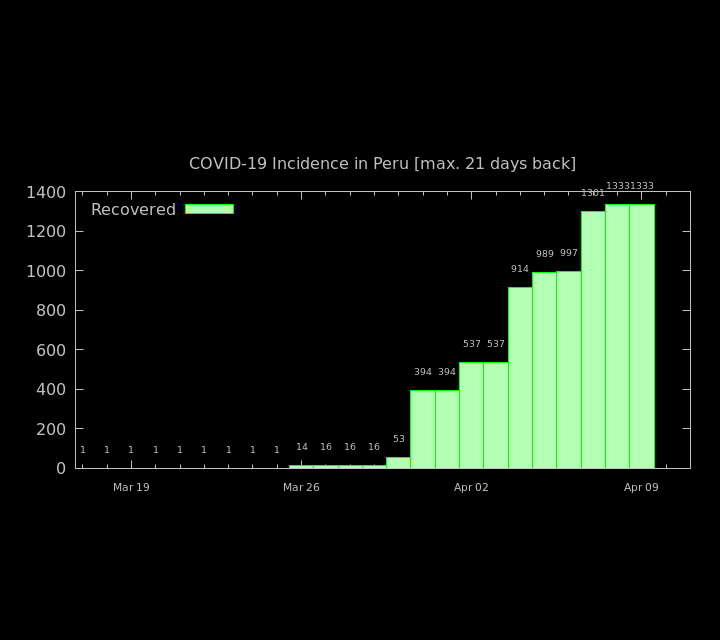 COVID-19 Incidence in Peru [max. 21 days back]
1400
1200
1000
800
600
400
200
0
Recovered
1 1 1 1 1 1 1 1 1 14 16 16 16 53 394 394 537 537 914 989 997 1301 1333 1333
Mar 19 Mar 26 Apr 02 Apr 09